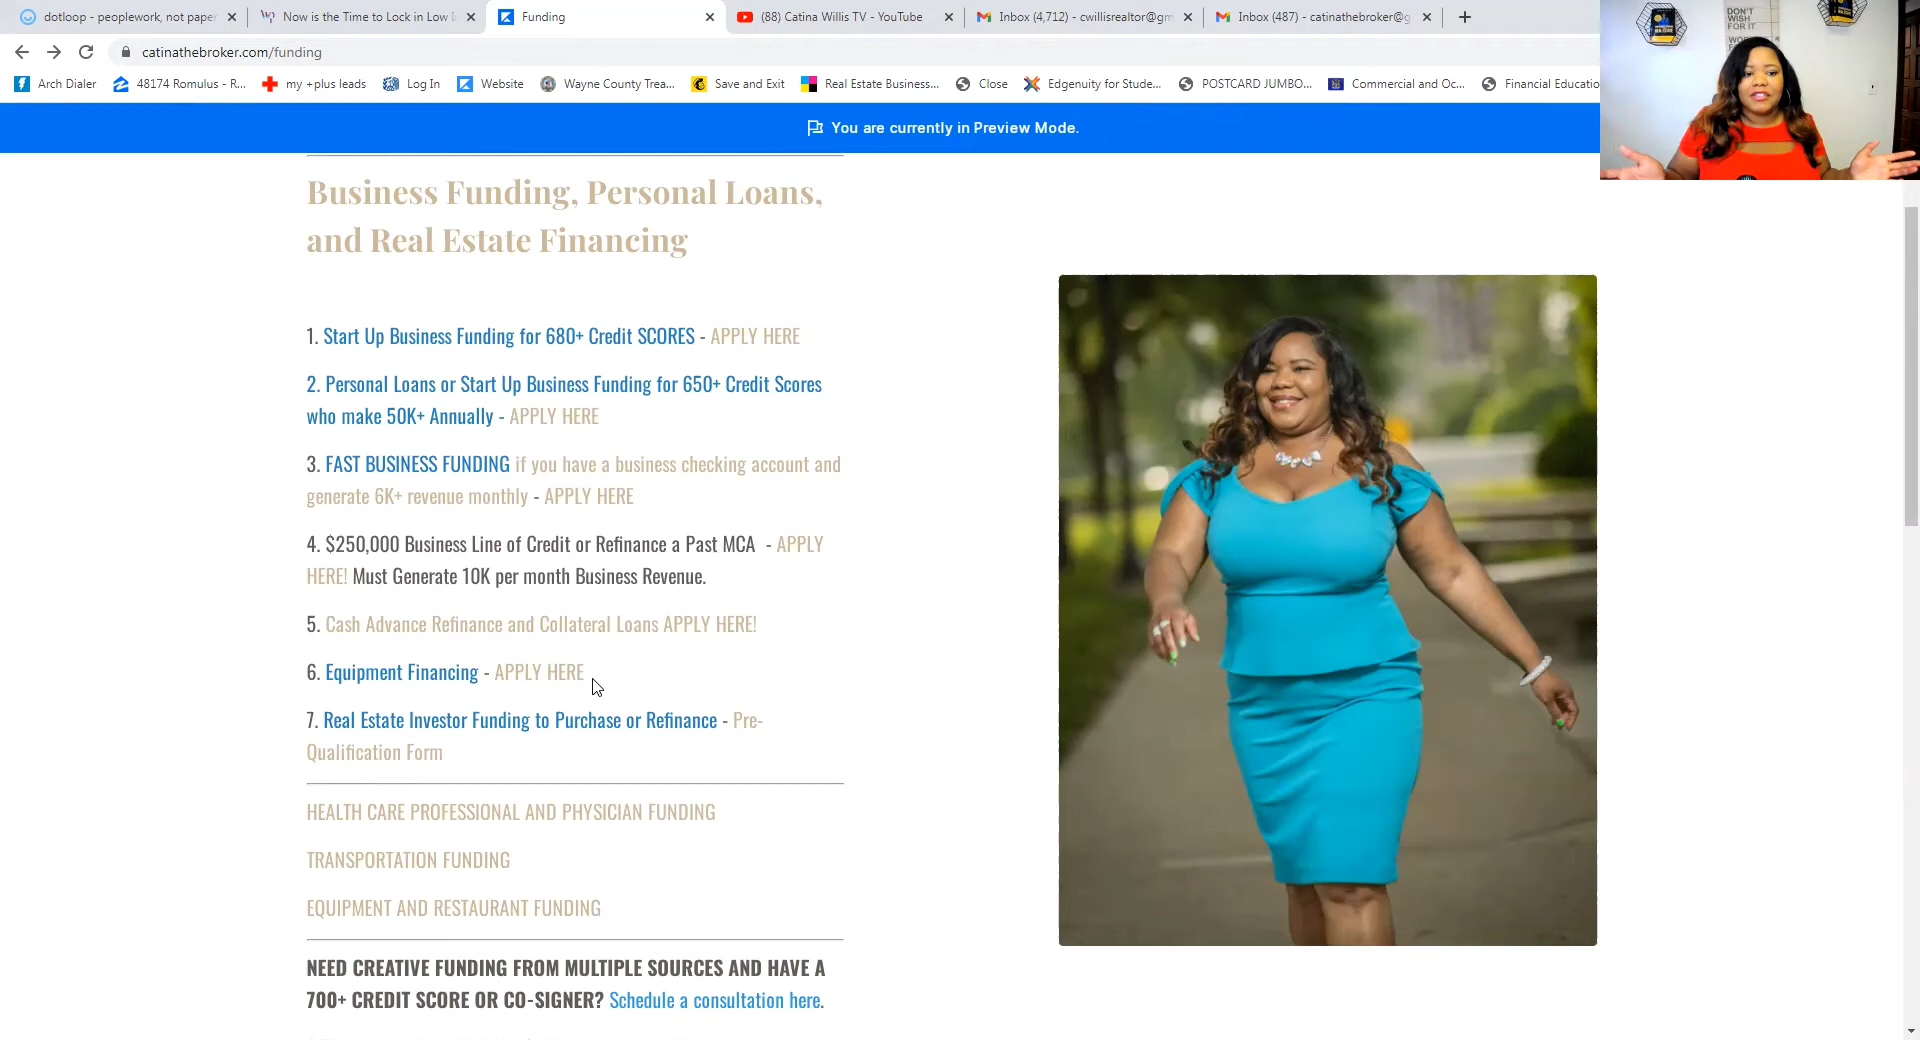 dotloop - peoplework, not paper
Now is the Time to Lock in Low I
Funding
(88) Catina Willis TV - YouTube
Inbox (4,712) - cwillisrealtor@gm
Inbox (487) - catinathebroker@g
catinathebroker.com/funding
Arch Dialer
48174 Romulus - R...
my +plus leads
Log In
Website
Wayne County Trea...
Save and Exit
Real Estate Business...
Close
Edgenuity for Stude...
POSTCARD JUMBO...
Commercial and Oc...
Financial Educatio
DON'T
WISH
FOR IT
You are currently in Preview Mode.
Business Funding, Personal Loans,
and Real Estate Financing
1. Start Up Business Funding for 680+ Credit SCORES - APPLY HERE
2. Personal Loans or Start Up Business Funding for 650+ Credit Scores
who make 50K+ Annually - APPLY HERE
3. FAST BUSINESS FUNDING if you have a business checking account and
generate 6K+ revenue monthly - APPLY HERE
4. $250,000 Business Line of Credit or Refinance a Past MCA - APPLY
HERE! Must Generate 10K per month Business Revenue.
5. Cash Advance Refinance and Collateral Loans APPLY HERE!
6. Equipment Financing - APPLY HERE
7. Real Estate Investor Funding to Purchase or Refinance - Pre-
Qualification Form
HEALTH CARE PROFESSIONAL AND PHYSICIAN FUNDING
TRANSPORTATION FUNDING
EQUIPMENT AND RESTAURANT FUNDING
NEED CREATIVE FUNDING FROM MULTIPLE SOURCES AND HAVE A
700+ CREDIT SCORE OR CO-SIGNER? Schedule a consultation here.